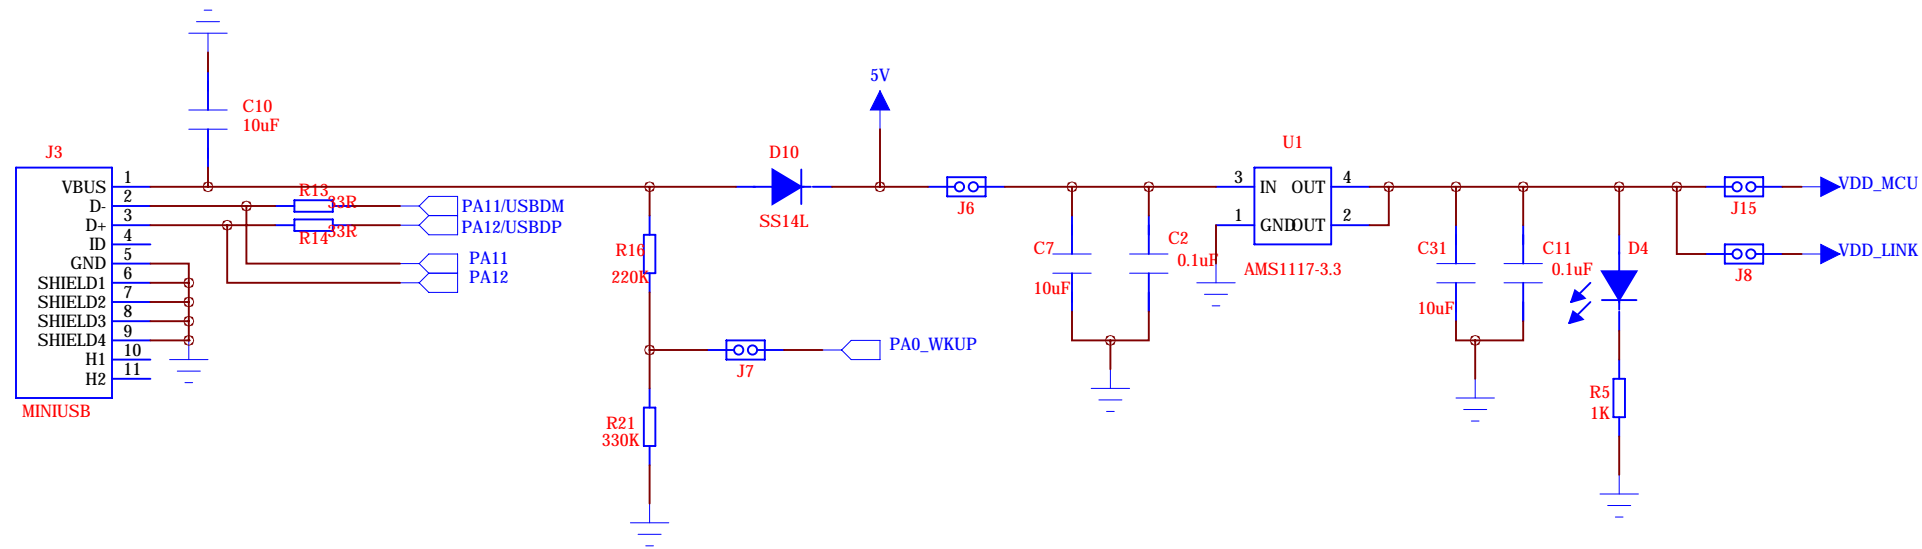 C10
10uF
J3
VBUS 1
D- 2
D+ 3
ID 4
GND 5
SHIELD1 6
SHIELD2 7
SHIELD3 8
SHIELD4 9
H1 10
H2 11
MINIUSB
R13
33R
R14
33R
PA11/USBDM
PA12/USBDP
PA11
PA12
R16
220K
R21
330K
J7
PA0_WKUP
D10
SS14L
5V
J6
C7
10uF
C2
0.1uF
U1
3 IN OUT 4
1 GND OUT 2
AMS1117-3.3
C31
10uF
C11
0.1uF
D4
R5
1K
J15
VDD_MCU
J8
VDD_LINK